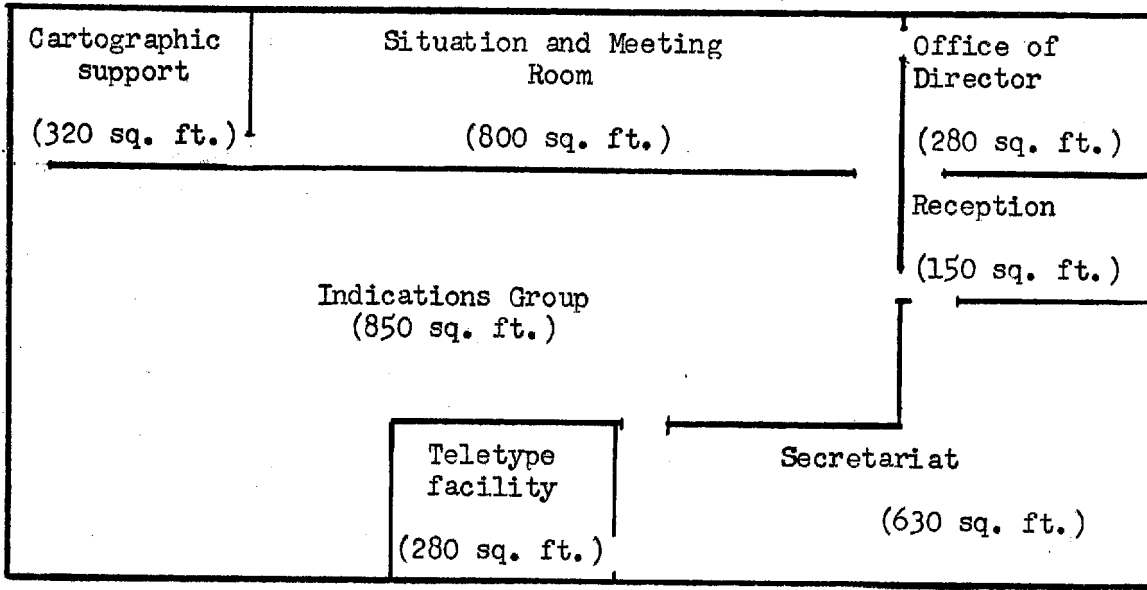 Cartographic
support
(320 sq. ft.)
Situation and Meeting
Room
(800 sq. ft.)
Office of
Director
(280 sq. ft.)
Reception
(150 sq. ft.)
Indications Group
(850 sq. ft.)
Teletype
facility
(280 sq. ft.)
Secretariat
(630 sq. ft.)